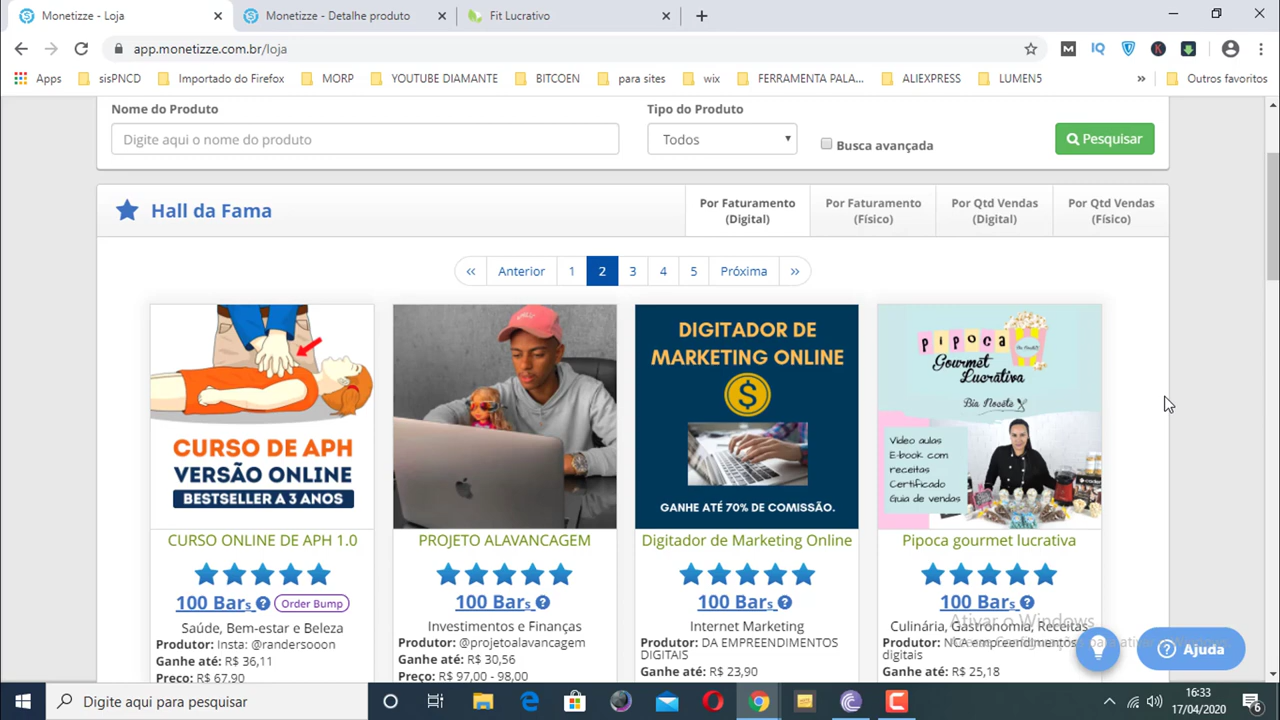 Monetizze - Loja
Monetizze - Detalhe produto
Fit Lucrativo
app.monetizze.com.br/loja
Apps
sisPNCD
Importado do Firefox
MORP
YOUTUBE DIAMANTE
BITCOEN
para sites
wix
FERRAMENTA PALA...
ALIEXPRESS
LUMEN5
»
Outros favoritos
Nome do Produto
Tipo do Produto
Digite aqui o nome do produto
Todos
Busca avançada
Pesquisar
Hall da Fama
Por Faturamento
(Digital)
Por Faturamento
(Físico)
Por Qtd Vendas
(Digital)
Por Qtd Vendas
(Físico)
«
Anterior
1
2
3
4
5
Próxima
»
CURSO DE APH
VERSÃO ONLINE
BESTSELLER A 3 ANOS
CURSO ONLINE DE APH 1.0
100 Bars
Order Bump
Saúde, Bem-estar e Beleza
Produtor: Insta: @randersooon
Ganhe até: R$ 36,11
Preço: R$ 67,90
PROJETO ALAVANCAGEM
100 Bars
Investimentos e Finanças
Produtor: @projetoalavancagem
Ganhe até: R$ 30,56
Preço: R$ 97,00 - 98,00
DIGITADOR DE
MARKETING ONLINE
$
GANHE ATÉ 70% DE COMISSÃO.
Digitador de Marketing Online
100 Bars
Internet Marketing
Produtor: DA EMPREENDIMENTOS
DIGITAIS
Ganhe até: R$ 23,90
Pipoca
Gourmet
Lucrativa
Bia Nocéte
Video aulas
E-book com
receitas
Certificado
Guia de vendas
Pipoca gourmet lucrativa
100 Bars
Culinária, Gastronomia, Receitas
Produtor: NCA empreendimentos
digitais
Ganhe até: R$ 25,18
Ativar o Windows
Ajuda
Digite aqui para pesquisar
16:33
17/04/2020
6